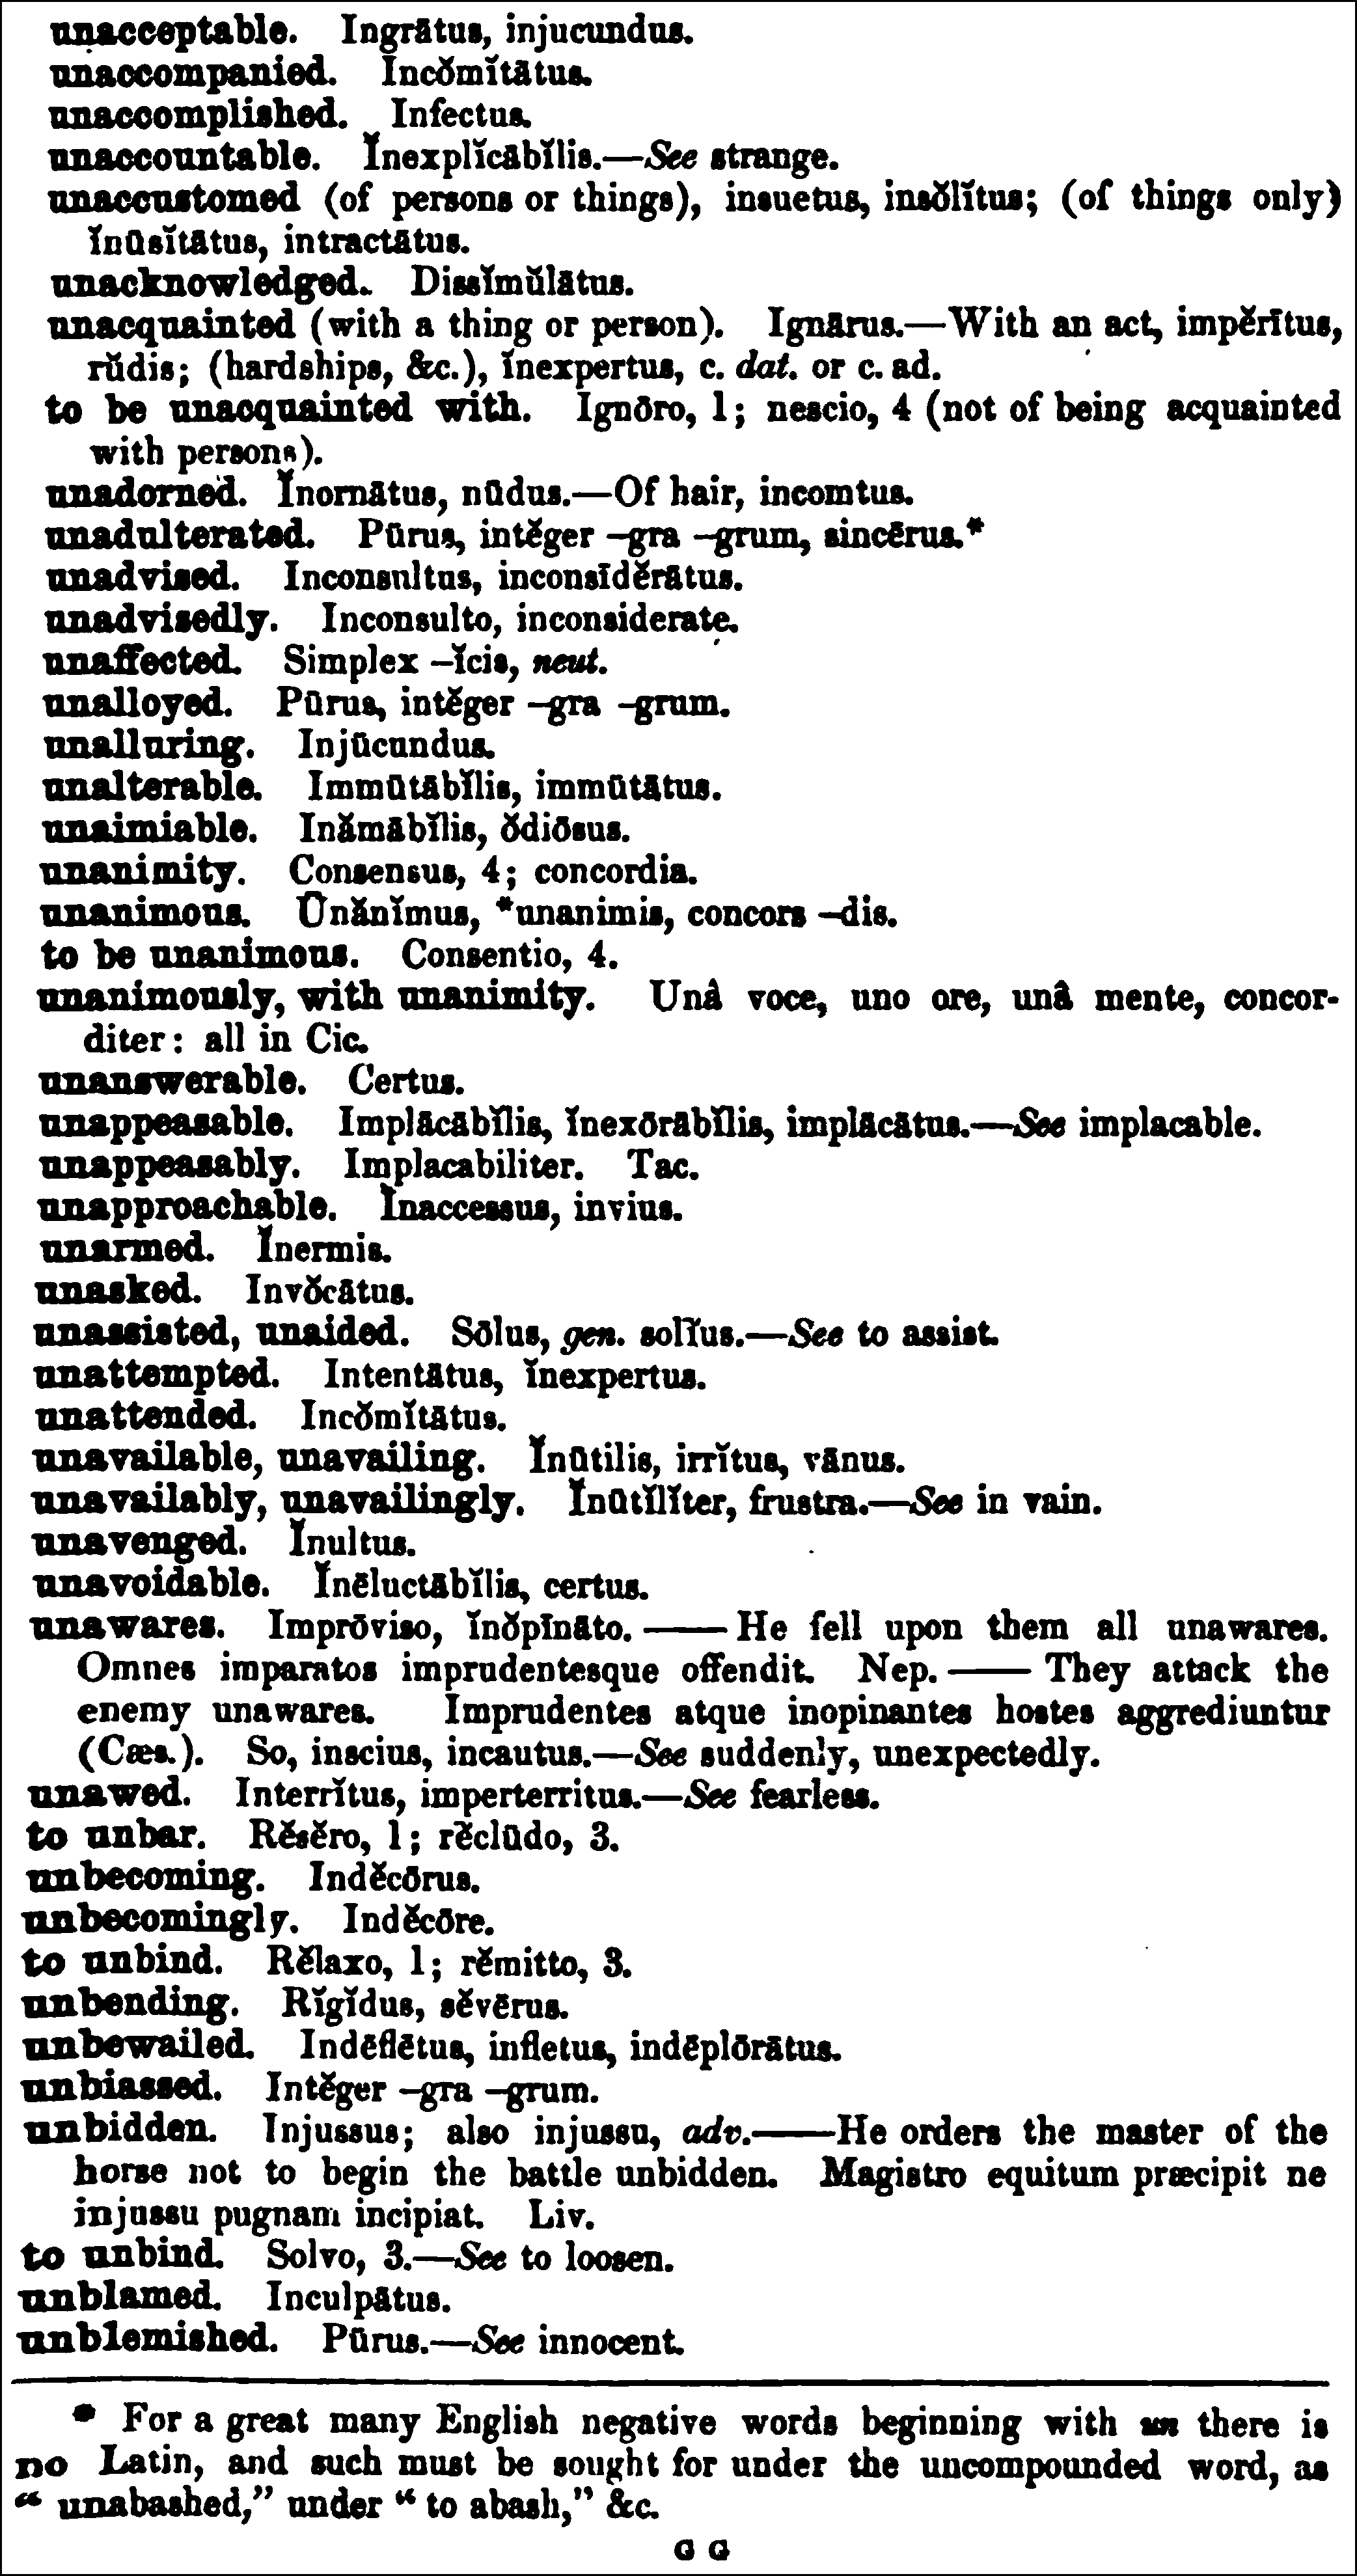 unacceptable. Ingrātus, injucundus.
unaccompanied. Incŏmĭtātus.
unaccomplished. Infectus.
unaccountable. Ĭnexplĭcābĭlis.—See strange.
unaccustomed (of persons or things), insuetus, insŏlĭtus; (of things only)
ĭnūsĭtātus, intractātus.
unacknowledged. Dissĭmŭlātus.
unacquainted (with a thing or person). Ignārus.—With an act, impĕrītus,
rŭdis; (hardships, &c.), ĭnexpertus, c. dat. or c. ad.
to be unacquainted with. Ignōro, 1; nescio, 4 (not of being acquainted
with persons).
unadorned. Ĭnornātus, nūdus.—Of hair, incomtus.
unadulterated. Pūrus, intĕger –gra –grum, sincērus.*
unadvised. Inconsultus, inconsīdĕrātus.
unadvisedly. Inconsulto, inconsiderate.
unaffected. Simplex –ĭcis, neut.
unalloyed. Pūrus, intĕger –gra –grum.
unalluring. Injūcundus.
unalterable. Immūtābĭlis, immūtātus.
unaimiable. Inămābĭlis, ŏdiōsus.
unanimity. Consensus, 4; concordia.
unanimous. Ūnănĭmus, *unanimis, concors –dis.
to be unanimous. Consentio, 4.
unanimously, with unanimity. Unâ voce, uno ore, unâ mente, concor-
diter: all in Cic.
unanswerable. Certus.
unappeasable. Implācābĭlis, ĭnexōrābĭlis, implācātus.—See implacable.
unappeasably. Implacabiliter. Tac.
unapproachable. Ĭnaccessus, invius.
unarmed. Ĭnermis.
unasked. Invŏcātus.
unassisted, unaided. Sōlus, gen. solīus.—See to assist.
unattempted. Intentātus, ĭnexpertus.
unattended. Incŏmĭtātus.
unavailable, unavailing. Ĭnūtilis, irrĭtus, vānus.
unavailably, unavailingly. Ĭnūtĭlĭter, frustra.—See in vain.
unavenged. Ĭnultus.
unavoidable. Ĭnēluctābĭlis, certus.
unawares. Imprōviso, ĭnŏpīnāto.——He fell upon them all unawares.
Omnes imparatos imprudentesque offendit. Nep.——They attack the
enemy unawares. Imprudentes atque inopinantes hostes aggrediuntur
(Cæs.). So, inscius, incautus.—See suddenly, unexpectedly.
unawed. Interrĭtus, imperterritus.—See fearless.
to unbar. Rĕsĕro, 1; rĕclūdo, 3.
unbecoming. Indĕcōrus.
unbecomingly. Indĕcōre.
to unbind. Rĕlaxo, 1; rĕmitto, 3.
unbending. Rĭgĭdus, sĕvērus.
unbewailed. Indēflētus, infletus, indēplōrātus.
unbiassed. Intĕger –gra –grum.
unbidden. Injussus; also injussu, adv.——He orders the master of the
horse not to begin the battle unbidden. Magistro equitum præcipit ne
injussu pugnam incipiat. Liv.
to unbind. Solvo, 3.—See to loosen.
unblamed. Inculpātus.
unblemished. Pūrus.—See innocent.
* For a great many English negative words beginning with un there is
no Latin, and such must be sought for under the uncompounded word, as
“ unabashed,” under “ to abash,” &c.
G G